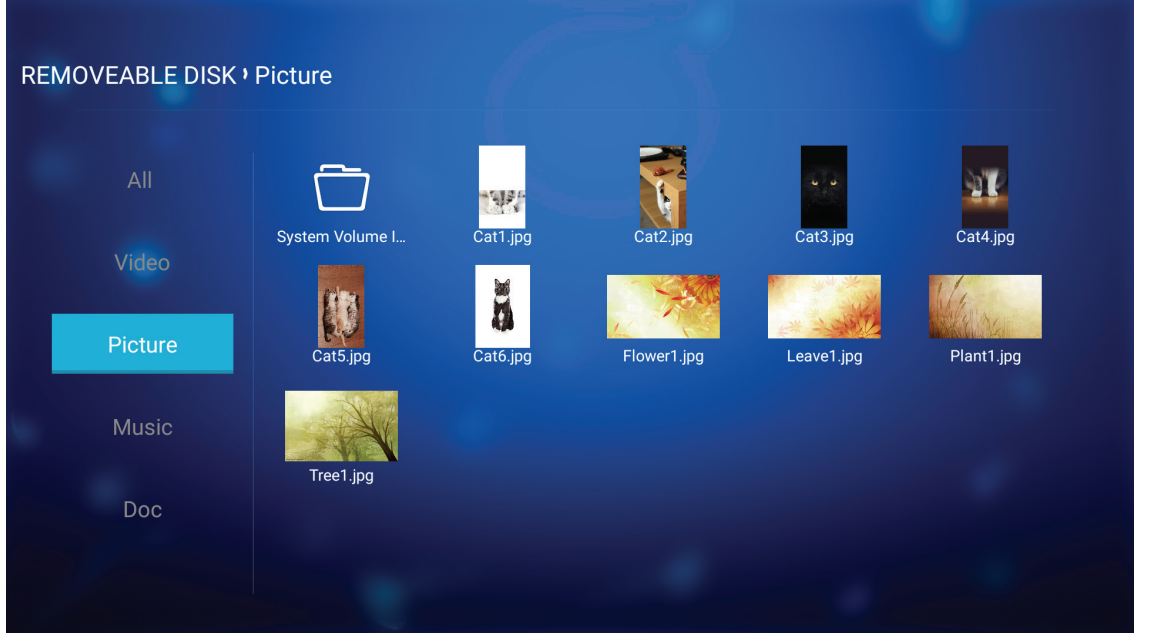 REMOVEABLE DISK › Picture
All
Video
Picture
Music
Doc
System Volume I...
Cat1.jpg
Cat2.jpg
Cat3.jpg
Cat4.jpg
Cat5.jpg
Cat6.jpg
Flower1.jpg
Leave1.jpg
Plant1.jpg
Tree1.jpg